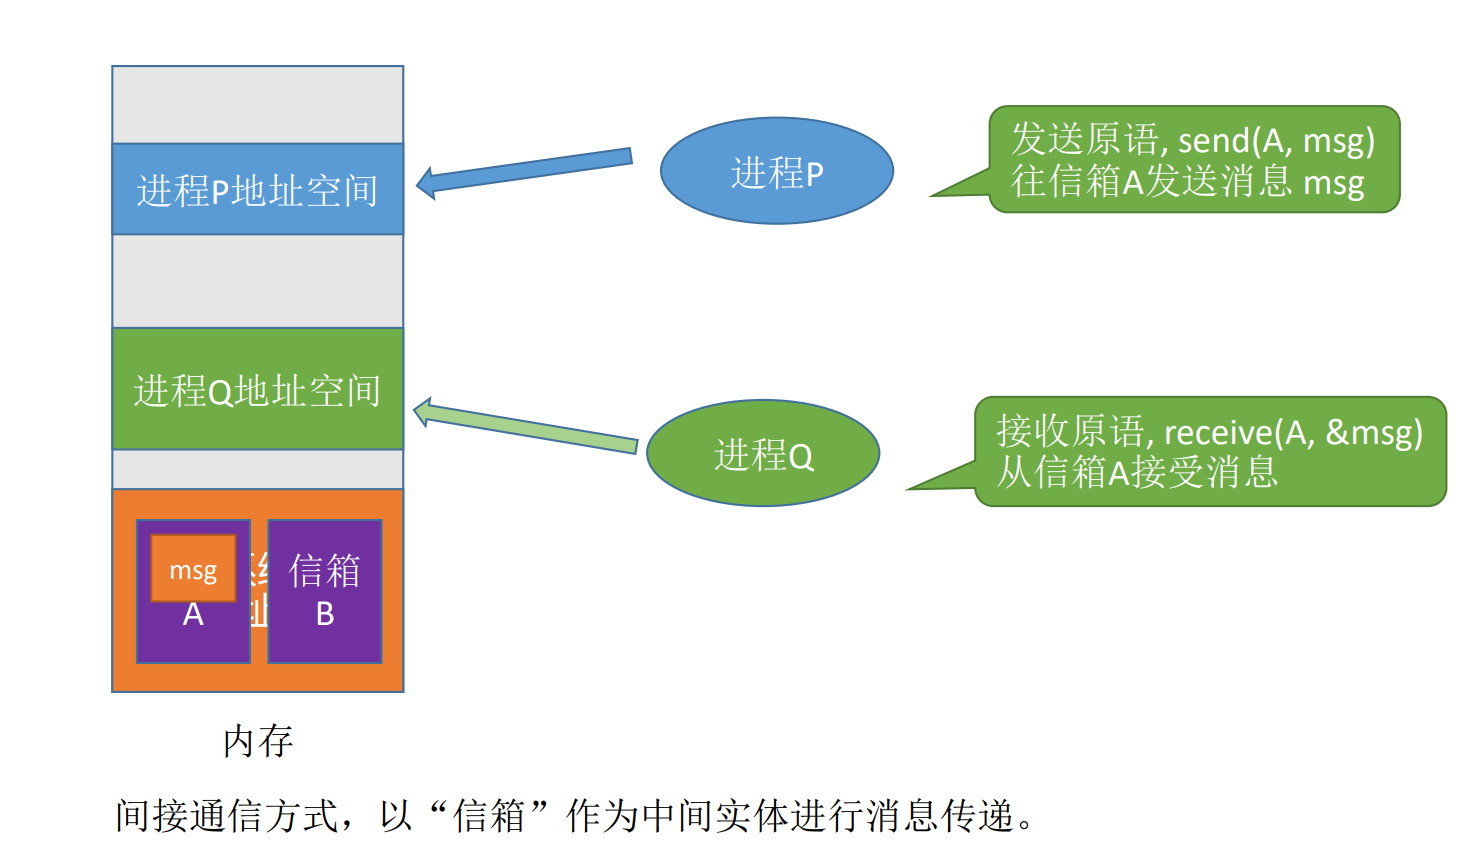 进程P地址空间
进程P
发送原语, send(A, msg)
往信箱A发送消息 msg
进程Q地址空间
进程Q
接收原语, receive(A, &msg)
从信箱A接受消息
msg
A
信箱
B
内存
间接通信方式，以“信箱”作为中间实体进行消息传递。